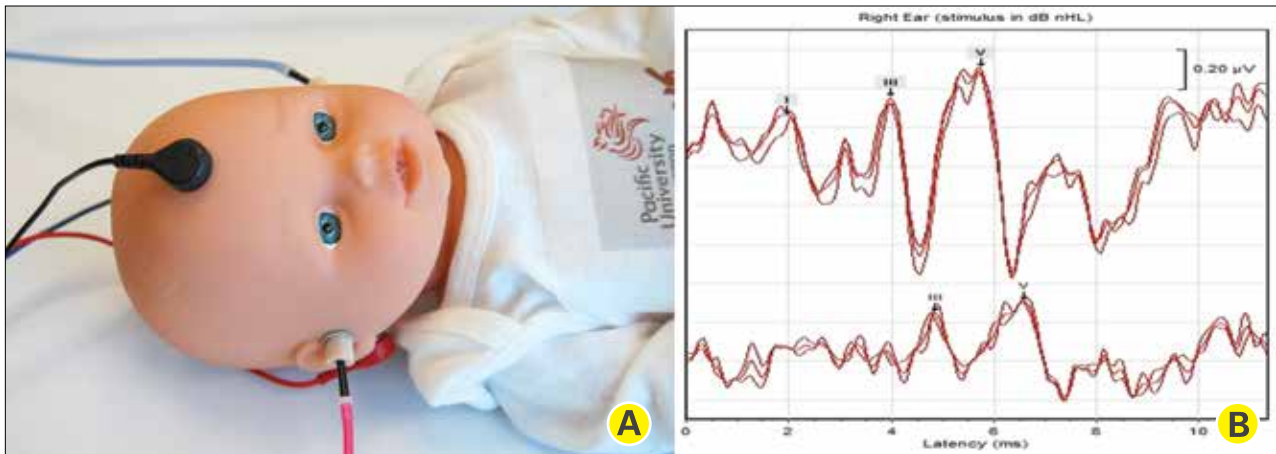 Pacific
University
A
Right Ear (stimulus in dB nHL)
I
III
V
0.20 µV
III
V
0 2 4 6 8 10
Latency (ms)
B